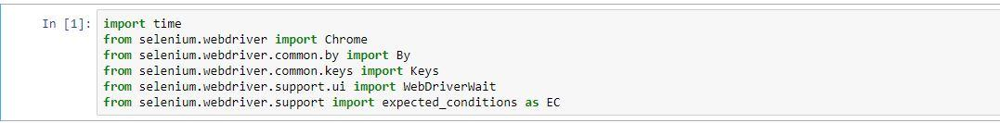 In [1]: import time
from selenium.webdriver import Chrome
from selenium.webdriver.common.by import By
from selenium.webdriver.common.keys import Keys
from selenium.webdriver.support.ui import WebDriverWait
from selenium.webdriver.support import expected_conditions as EC